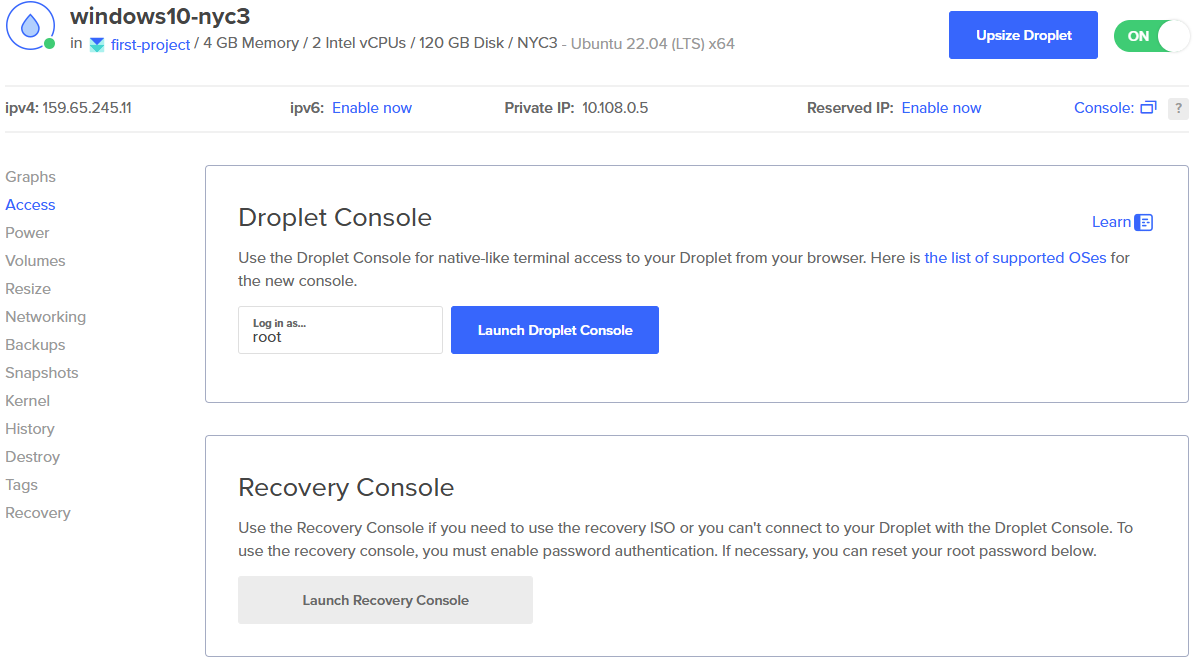 windows10-nyc3
in first-project / 4 GB Memory / 2 Intel vCPUs / 120 GB Disk / NYC3 - Ubuntu 22.04 (LTS) x64
Upsize Droplet
ON
ipv4: 159.65.245.11
ipv6: Enable now
Private IP: 10.108.0.5
Reserved IP: Enable now
Console:
?
Graphs
Access
Power
Volumes
Resize
Networking
Backups
Snapshots
Kernel
History
Destroy
Tags
Recovery
Droplet Console
Learn
Use the Droplet Console for native-like terminal access to your Droplet from your browser. Here is the list of supported OSes for
the new console.
Log in as...
root
Launch Droplet Console
Recovery Console
Use the Recovery Console if you need to use the recovery ISO or you can't connect to your Droplet with the Droplet Console. To
use the recovery console, you must enable password authentication. If necessary, you can reset your root password below.
Launch Recovery Console